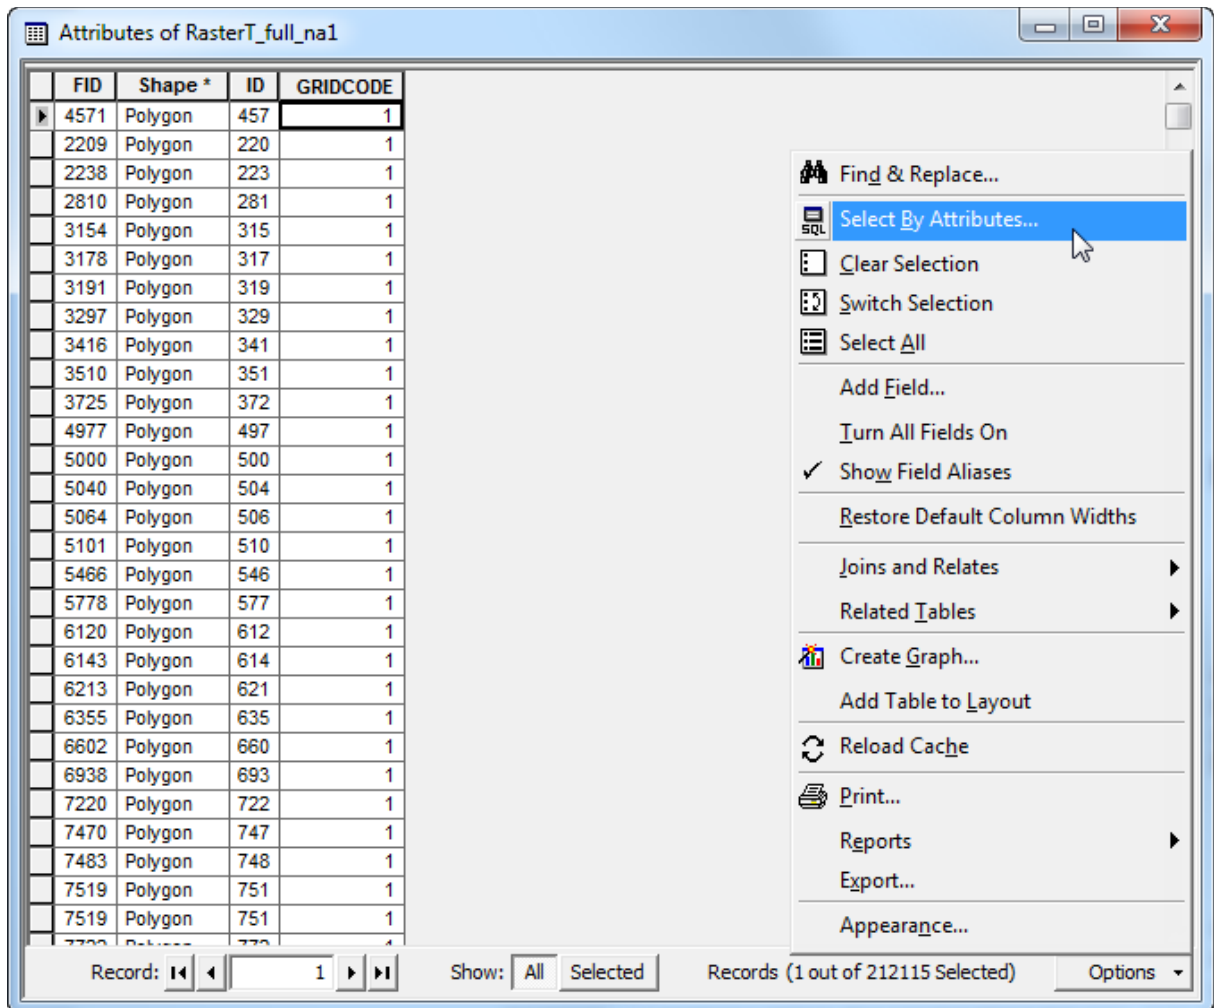 Attributes of RasterT_full_na1
FID Shape * ID GRIDCODE
4571 Polygon 457 1
2209 Polygon 220 1
2238 Polygon 223 1
2810 Polygon 281 1
3154 Polygon 315 1
3178 Polygon 317 1
3191 Polygon 319 1
3297 Polygon 329 1
3416 Polygon 341 1
3510 Polygon 351 1
3725 Polygon 372 1
4977 Polygon 497 1
5000 Polygon 500 1
5040 Polygon 504 1
5064 Polygon 506 1
5101 Polygon 510 1
5466 Polygon 546 1
5778 Polygon 577 1
6120 Polygon 612 1
6143 Polygon 614 1
6213 Polygon 621 1
6355 Polygon 635 1
6602 Polygon 660 1
6938 Polygon 693 1
7220 Polygon 722 1
7470 Polygon 747 1
7483 Polygon 748 1
7519 Polygon 751 1
7519 Polygon 751 1
Find & Replace...
SQL Select By Attributes...
Clear Selection
Switch Selection
Select All
Add Field...
Turn All Fields On
Show Field Aliases
Restore Default Column Widths
Joins and Relates
Related Tables
Create Graph...
Add Table to Layout
Reload Cache
Print...
Reports
Export...
Appearance...
Record: 1 Show: All Selected Records (1 out of 212115 Selected) Options